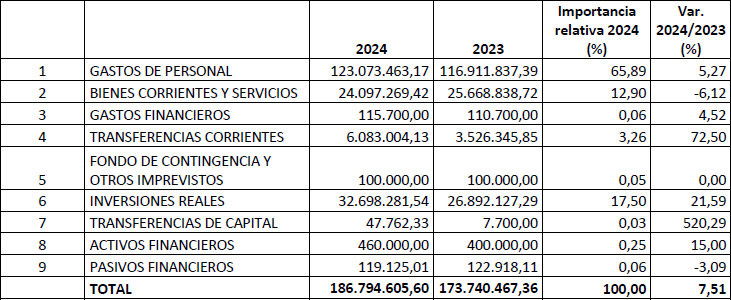 2024 2023 Importancia relativa 2024 (%) Var. 2024/2023 (%)
1 GASTOS DE PERSONAL 123.073.463,17 116.911.837,39 65,89 5,27
2 BIENES CORRIENTES Y SERVICIOS 24.097.269,42 25.668.838,72 12,90 -6,12
3 GASTOS FINANCIEROS 115.700,00 110.700,00 0,06 4,52
4 TRANSFERENCIAS CORRIENTES 6.083.004,13 3.526.345,85 3,26 72,50
FONDO DE CONTINGENCIA Y
5 OTROS IMPREVISTOS 100.000,00 100.000,00 0,05 0,00
6 INVERSIONES REALES 32.698.281,54 26.892.127,29 17,50 21,59
7 TRANSFERENCIAS DE CAPITAL 47.762,33 7.700,00 0,03 520,29
8 ACTIVOS FINANCIEROS 460.000,00 400.000,00 0,25 15,00
9 PASIVOS FINANCIEROS 119.125,01 122.918,11 0,06 -3,09
TOTAL 186.794.605,60 173.740.467,36 100,00 7,51